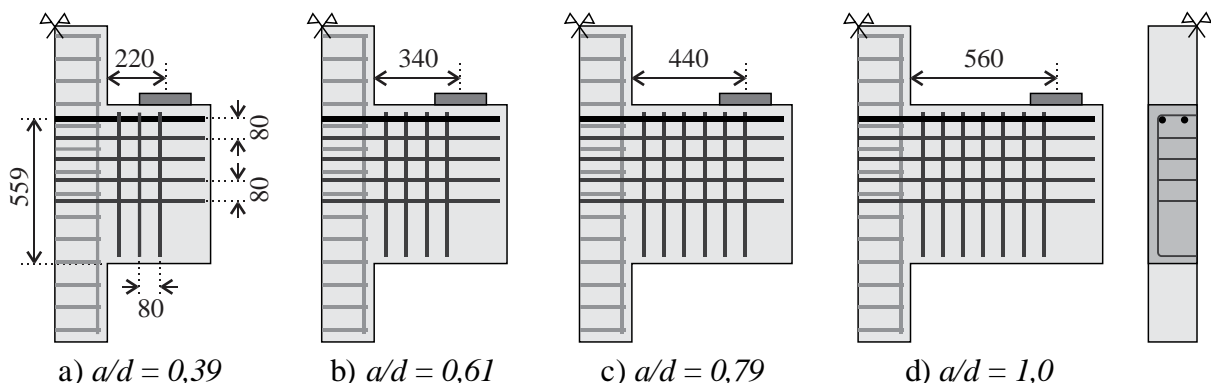 220
340
440
560
80
559
80
80
a) a/d = 0,39
b) a/d = 0,61
c) a/d = 0,79
d) a/d = 1,0